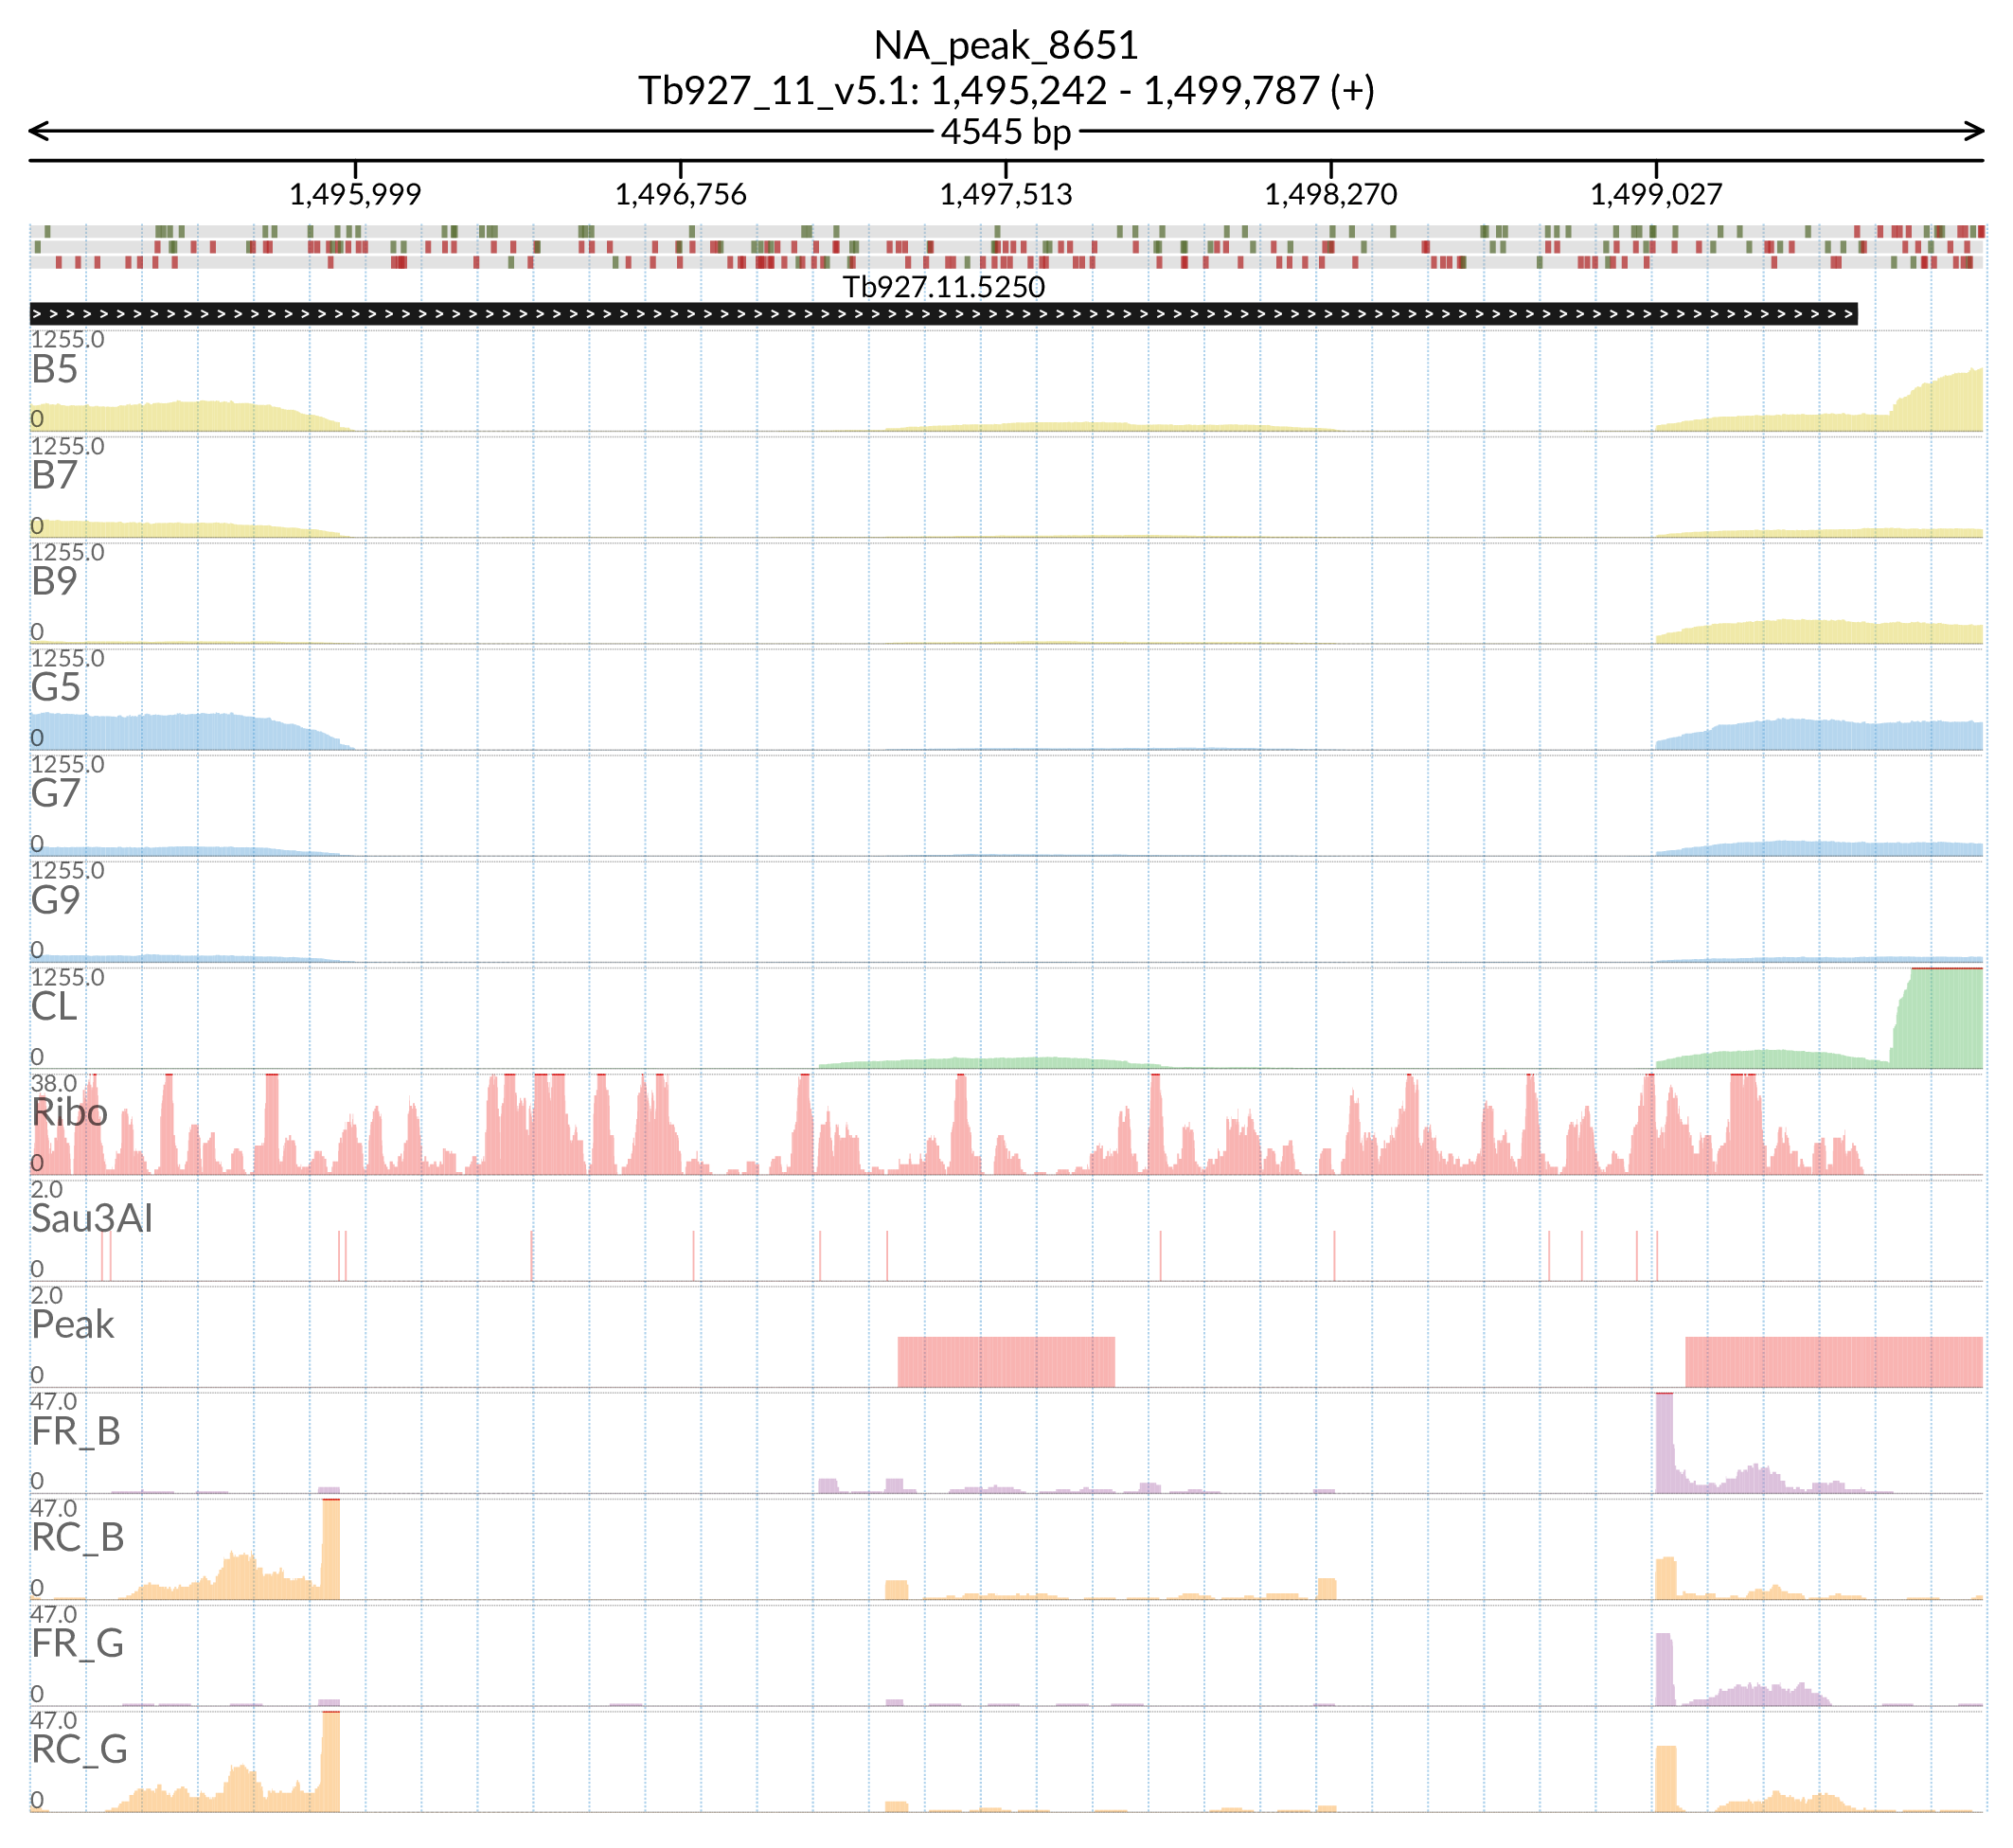 NA_peak_8651
Tb927_11_v5.1: 1,495,242 - 1,499,787 (+)
4545 bp
1,495,999 1,496,756 1,497,513 1,498,270 1,499,027
Tb927.11.5250
1255.0
B5
0
1255.0
B7
0
1255.0
B9
0
1255.0
G5
0
1255.0
G7
0
1255.0
G9
0
1255.0
CL
0
38.0
Ribo
0
2.0
Sau3AI
0
2.0
Peak
0
47.0
FR_B
0
47.0
RC_B
0
47.0
FR_G
0
47.0
RC_G
0